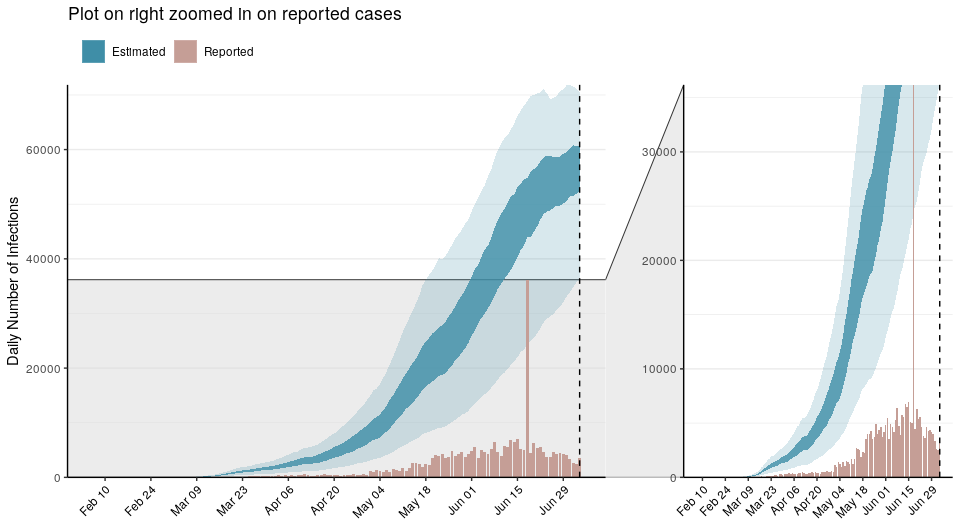 Plot on right zoomed in on reported cases
Estimated Reported
Daily Number of Infections
60000
40000
20000
0
Feb 10 Feb 24 Mar 09 Mar 23 Apr 06 Apr 20 May 04 May 18 Jun 01 Jun 15 Jun 29
30000
20000
10000
0
Feb 10 Feb 24 Mar 09 Mar 23 Apr 06 Apr 20 May 04 May 18 Jun 01 Jun 15 Jun 29